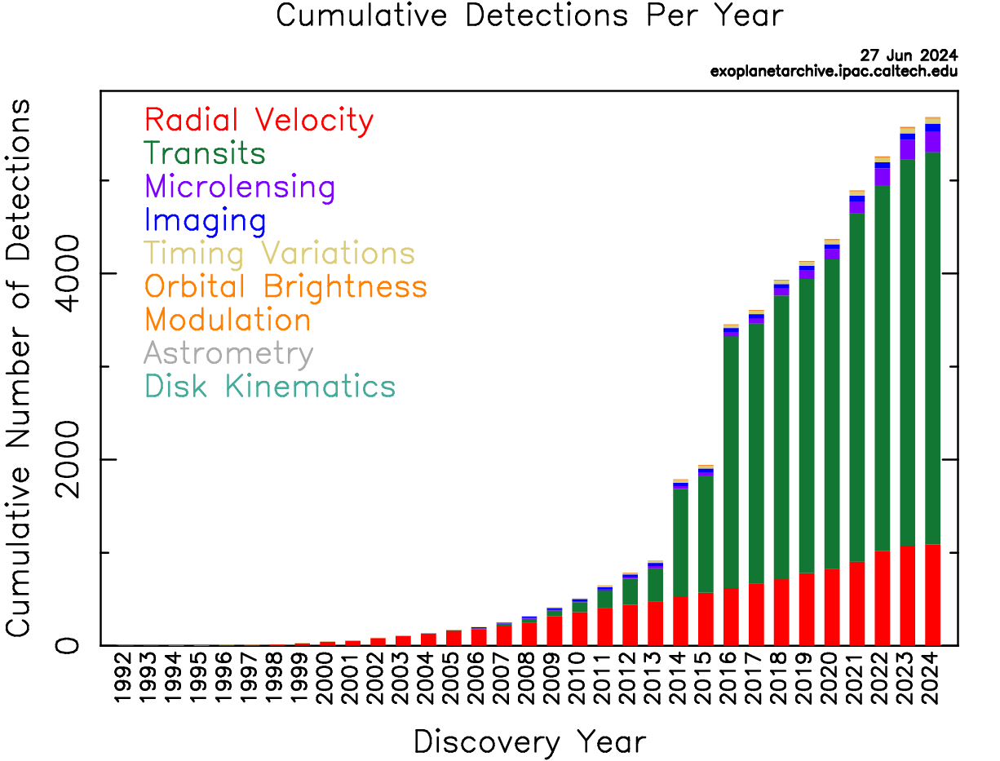 Cumulative Detections Per Year
27 Jun 2024
exoplanetarchive.ipac.caltech.edu
Radial Velocity
Transits
Microlensing
Imaging
Timing Variations
Orbital Brightness
Modulation
Astrometry
Disk Kinematics
Cumulative Number of Detections
4000
2000
0
1992
1993
1994
1995
1996
1997
1998
1999
2000
2001
2002
2003
2004
2005
2006
2007
2008
2009
2010
2011
2012
2013
2014
2015
2016
2017
2018
2019
2020
2021
2022
2023
2024
Discovery Year